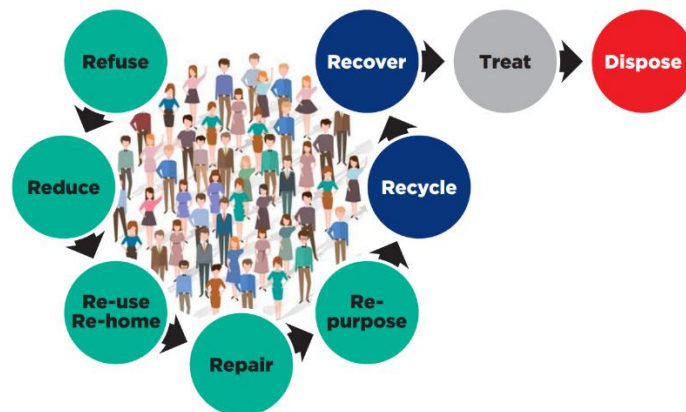 Refuse
Reduce
Re-use
Re-home
Repair
Re-
purpose
Recycle
Recover
Treat
Dispose